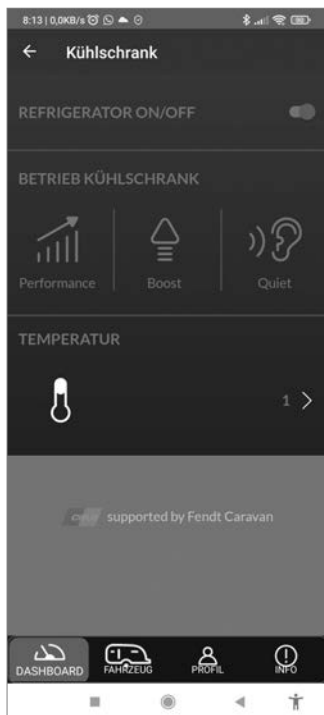 8:13 | 0,0KB/s
Kühlschrank
REFRIGERATOR ON/OFF
BETRIEB KÜHLSCHRANK
Performance Boost Quiet
TEMPERATUR
1
supported by Fendt Caravan
DASHBOARD FAHRZEUG PROFIL INFO